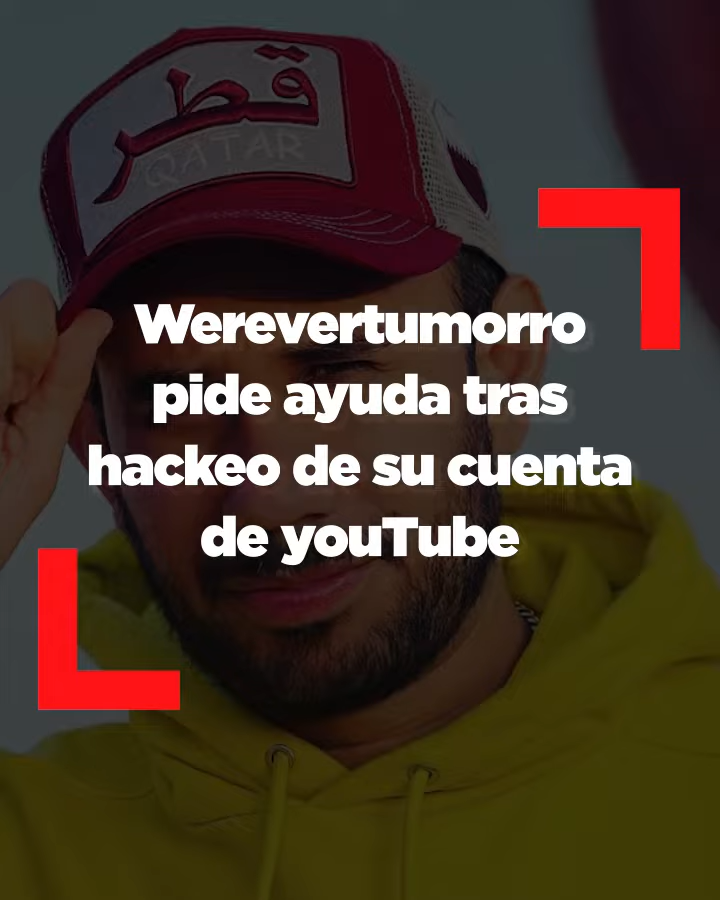 قطر
QATAR
Werevertumorro
pide ayuda tras
hackeo de su cuenta
de youTube